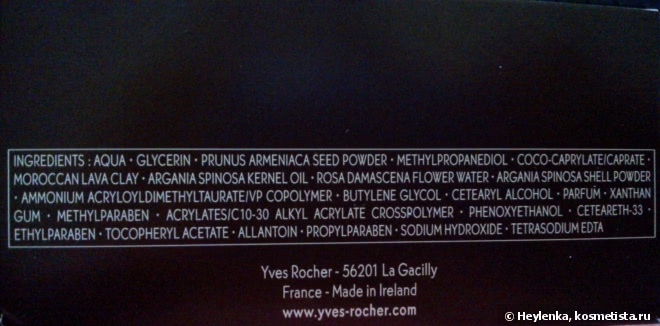 INGREDIENTS : AQUA · GLYCERIN · PRUNUS ARMENIACA SEED POWDER · METHYLPROPANEDIOL · COCO-CAPRYLATE/CAPRATE ·
MOROCCAN LAVA CLAY · ARGANIA SPINOSA KERNEL OIL · ROSA DAMASCENA FLOWER WATER · ARGANIA SPINOSA SHELL POWDER
· AMMONIUM ACRYLOYLDIMETHYLTAURATE/VP COPOLYMER · BUTYLENE GLYCOL · CETEARYL ALCOHOL · PARFUM · XANTHAN
GUM · METHYLPARABEN · ACRYLATES/C10-30 ALKYL ACRYLATE CROSSPOLYMER · PHENOXYETHANOL · CETEARETH-33 ·
ETHYLPARABEN · TOCOPHERYL ACETATE · ALLANTOIN · PROPYLPARABEN · SODIUM HYDROXIDE · TETRASODIUM EDTA
Yves Rocher - 56201 La Gacilly
France - Made in Ireland
www.yves-rocher.com
© Heylenka, kosmetista.ru